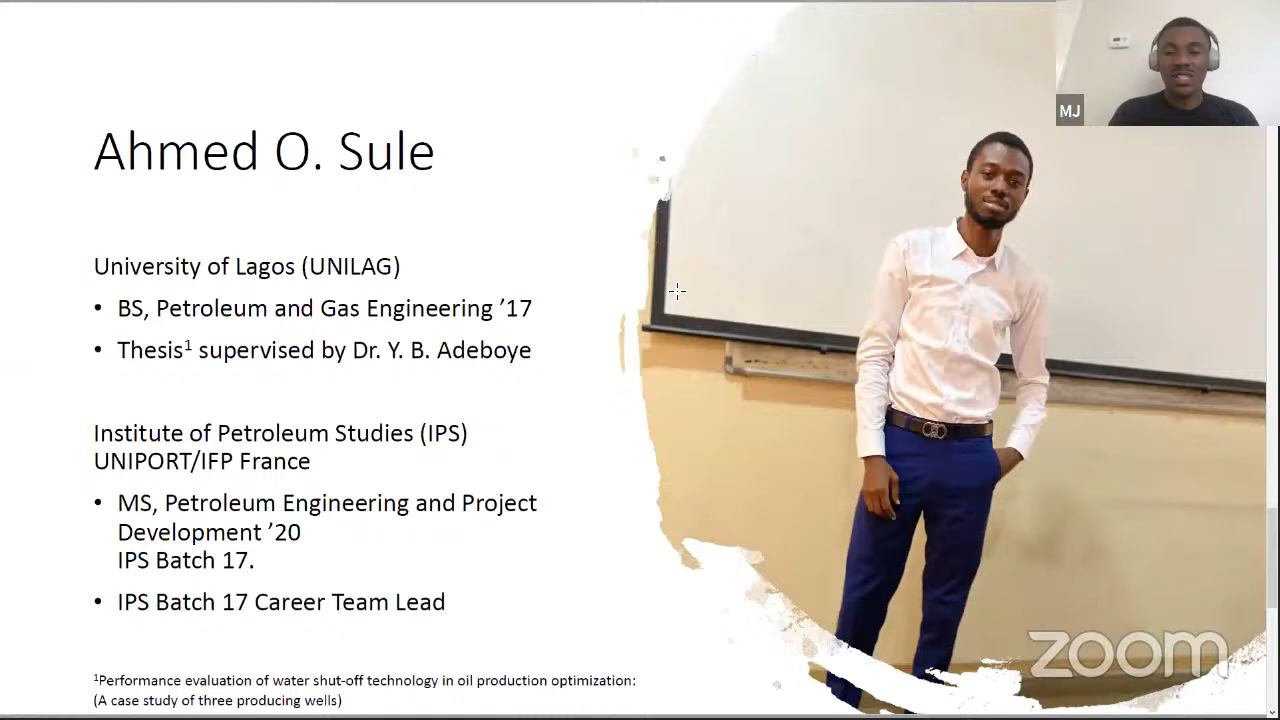 MJ
Ahmed O. Sule
University of Lagos (UNILAG)
• BS, Petroleum and Gas Engineering ’17
• Thesis¹ supervised by Dr. Y. B. Adeboye
Institute of Petroleum Studies (IPS)
UNIPORT/IFP France
• MS, Petroleum Engineering and Project
Development ’20
IPS Batch 17.
• IPS Batch 17 Career Team Lead
¹Performance evaluation of water shut-off technology in oil production optimization:
(A case study of three producing wells)
zoom